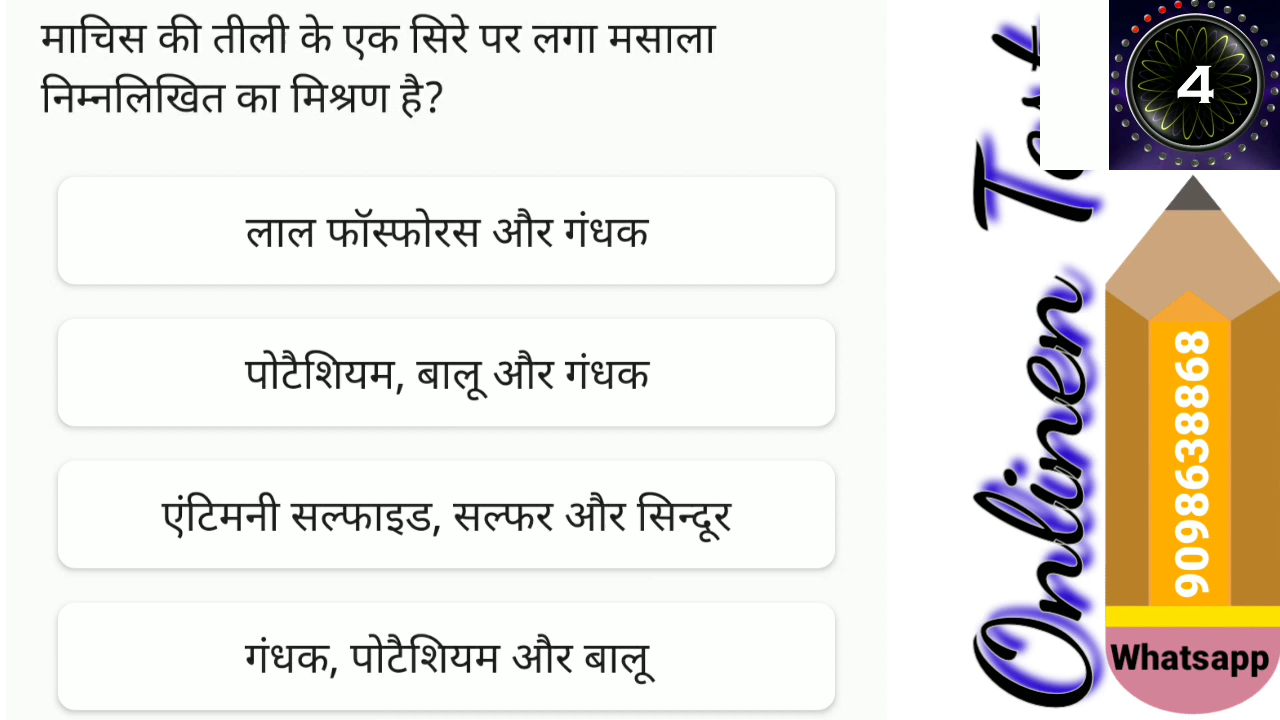 माचिस की तीली के एक सिरे पर लगा मसाला
निम्नलिखित का मिश्रण है?
लाल फॉस्फोरस और गंधक
पोटैशियम, बालू और गंधक
एंटिमनी सल्फाइड, सल्फर और सिन्दूर
गंधक, पोटैशियम और बालू
Onlinen
4
9098638868
Whatsapp